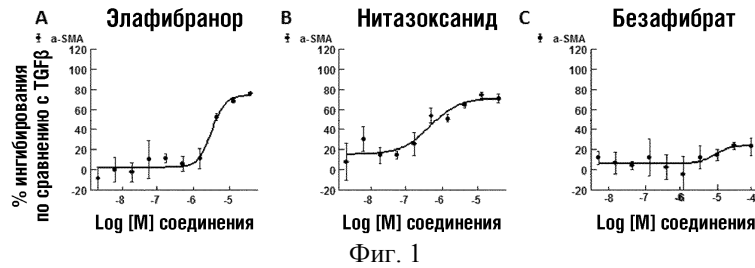 A Элафибранор
a-SMA
% ингибирования
по сравнению с TGFβ
120
100
80
60
40
20
0
-20
-8 -7 -6 -5
Log [M] соединения
B Нитазоксанид
a-SMA
120
100
80
60
40
20
0
-20
-8 -7 -6 -5
Log [M] соединения
C Безафибрат
a-SMA
120
100
80
60
40
20
0
-20
-8 -7 -6 -5 -4
Log [M] соединения
Фиг. 1